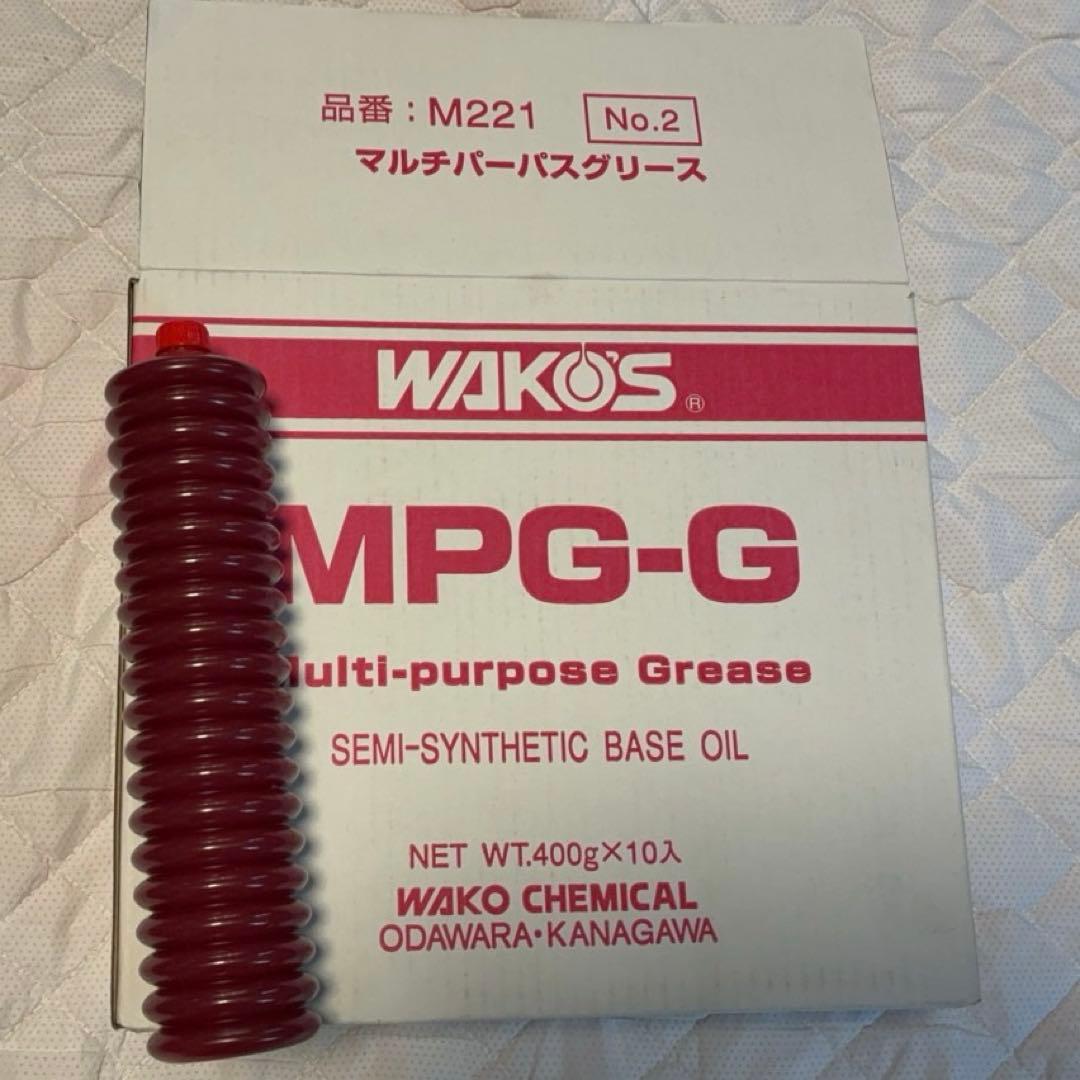 品番：M221 No.2
マルチパーパスグリース
WAKO'S ®
MPG-G
Multi-purpose Grease
SEMI-SYNTHETIC BASE OIL
NET WT.400g×10入
WAKO CHEMICAL
ODAWARA・KANAGAWA